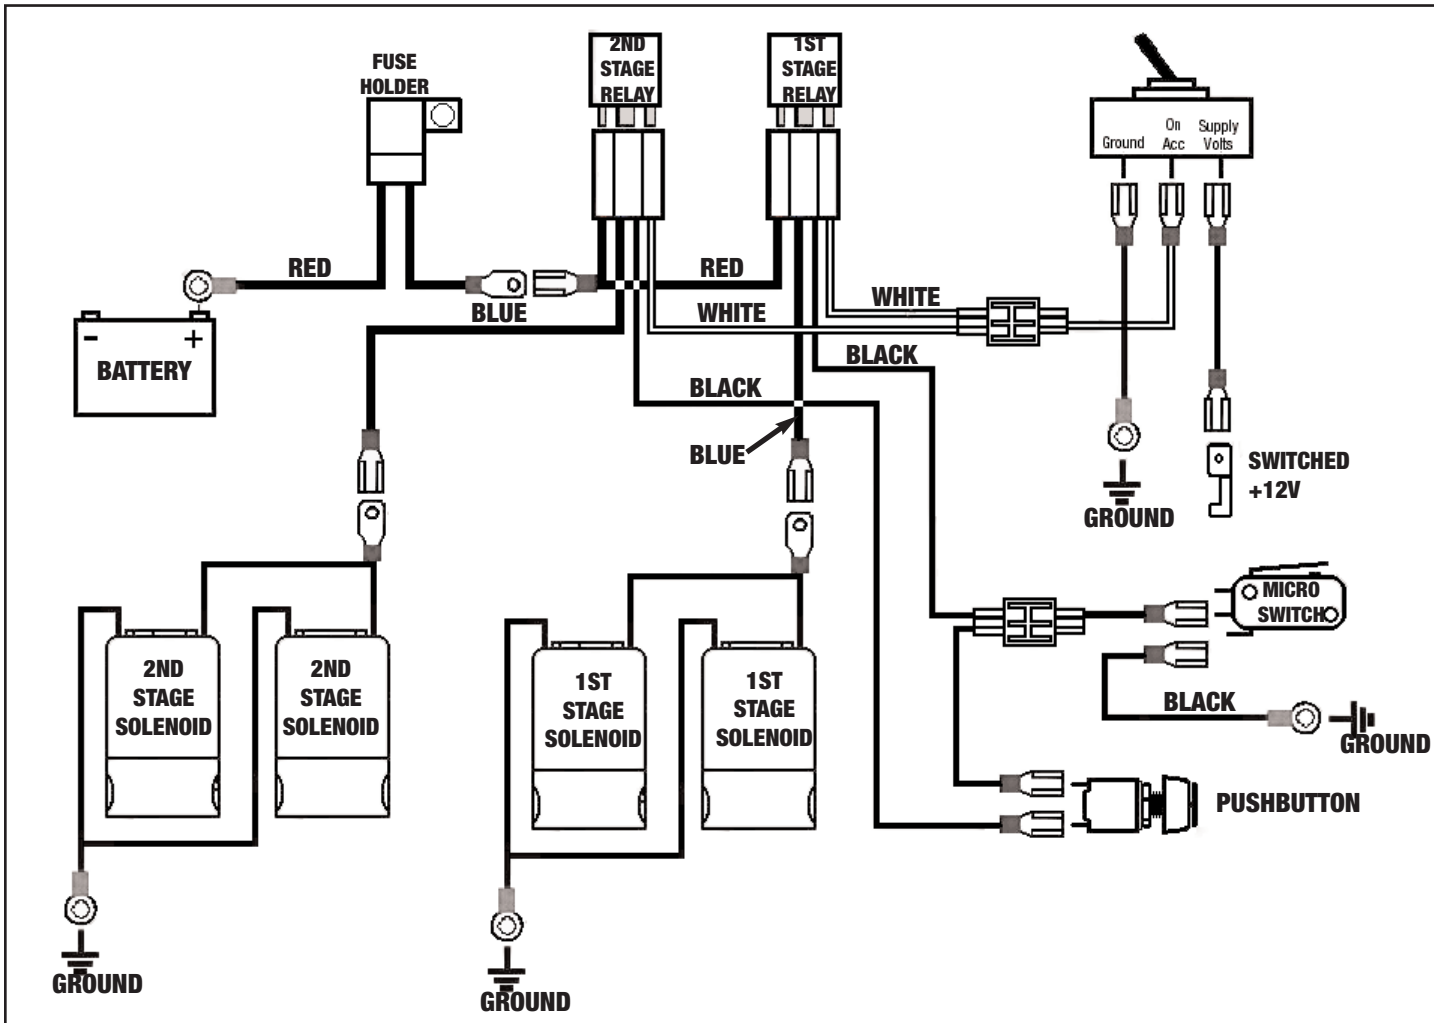 FUSE
HOLDER
2ND
STAGE
RELAY
1ST
STAGE
RELAY
Ground
On
Acc
Supply
Volts
RED
RED
BLUE
WHITE
WHITE
- +
BATTERY
BLACK
BLACK
BLUE
SWITCHED
+12V
GROUND
MICRO
SWITCH
2ND
STAGE
SOLENOID
2ND
STAGE
SOLENOID
1ST
STAGE
SOLENOID
1ST
STAGE
SOLENOID
BLACK
GROUND
PUSHBUTTON
GROUND
GROUND